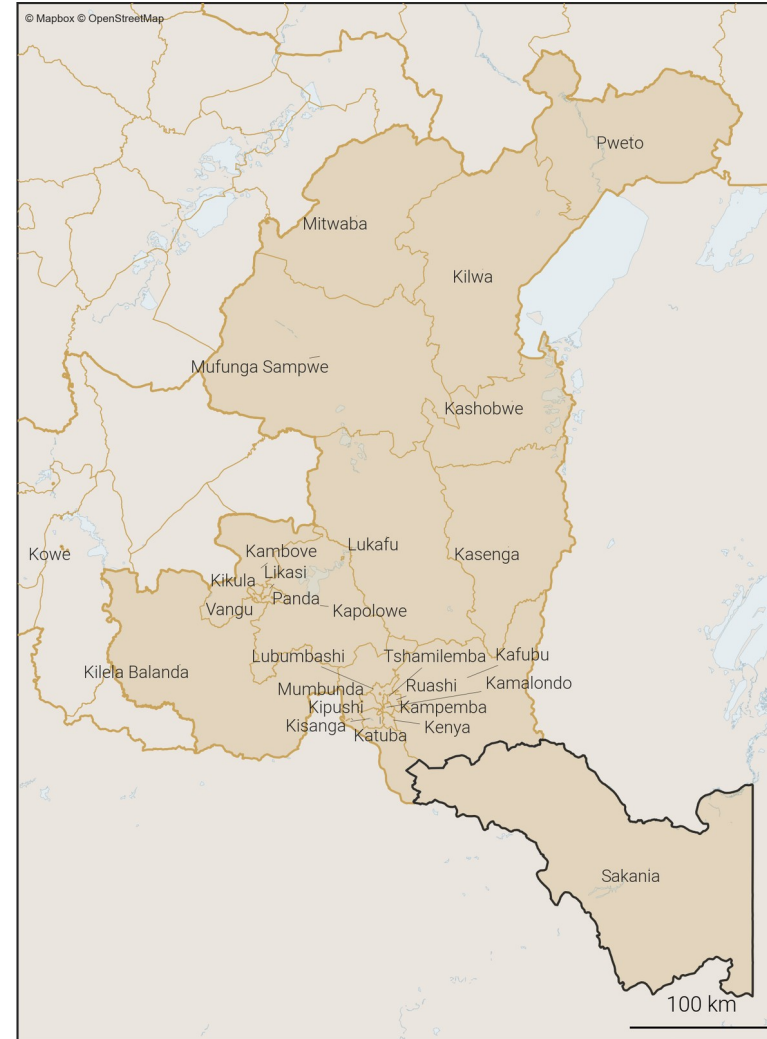 © Mapbox © OpenStreetMap
Pweto
Mitwaba
Kilwa
Mufunga Sampwe
Kashobwe
Lukafu
Kambove
Kowe
Kasenga
Likasi
Kikula
Panda
Vangu
Kapolowe
Lubumbashi
Tshamilemba
Kafubu
Kilela Balanda
Ruashi
Kamalondo
Mumbunda
Kipushi
Kampemba
Kisanga
Kenya
Katuba
Sakania
100 km